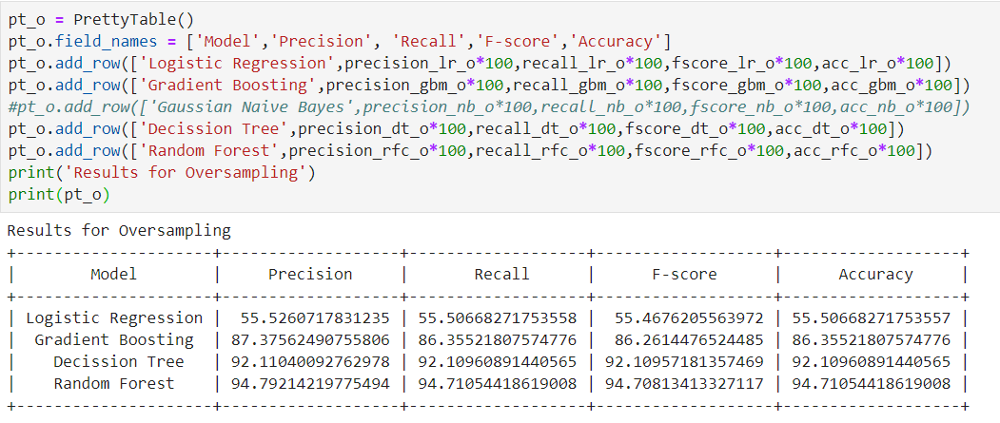 pt_o = PrettyTable()
pt_o.field_names = ['Model','Precision', 'Recall','F-score','Accuracy']
pt_o.add_row(['Logistic Regression',precision_lr_o*100,recall_lr_o*100,fscore_lr_o*100,acc_lr_o*100])
pt_o.add_row(['Gradient Boosting',precision_gbm_o*100,recall_gbm_o*100,fscore_gbm_o*100,acc_gbm_o*100])
#pt_o.add_row(['Gaussian Naive Bayes',precision_nb_o*100,recall_nb_o*100,fscore_nb_o*100,acc_nb_o*100])
pt_o.add_row(['Decission Tree',precision_dt_o*100,recall_dt_o*100,fscore_dt_o*100,acc_dt_o*100])
pt_o.add_row(['Random Forest',precision_rfc_o*100,recall_rfc_o*100,fscore_rfc_o*100,acc_rfc_o*100])
print('Results for Oversampling')
print(pt_o)
Results for Oversampling
+---------------------+-------------------+-------------------+-------------------+-------------------+
|        Model        |     Precision     |       Recall      |      F-score      |      Accuracy     |
+---------------------+-------------------+-------------------+-------------------+-------------------+
| Logistic Regression |  55.5260717831235 | 55.50668271753558 |  55.4676205563972 | 55.50668271753557 |
|  Gradient Boosting  | 87.37562490755806 | 86.35521807574776 |  86.2614476524485 | 86.35521807574776 |
|    Decission Tree   | 92.11040092762978 | 92.10960891440565 | 92.10957181357469 | 92.10960891440565 |
|    Random Forest    | 94.79214219775494 | 94.71054418619008 | 94.70813413327117 | 94.71054418619008 |
+---------------------+-------------------+-------------------+-------------------+-------------------+